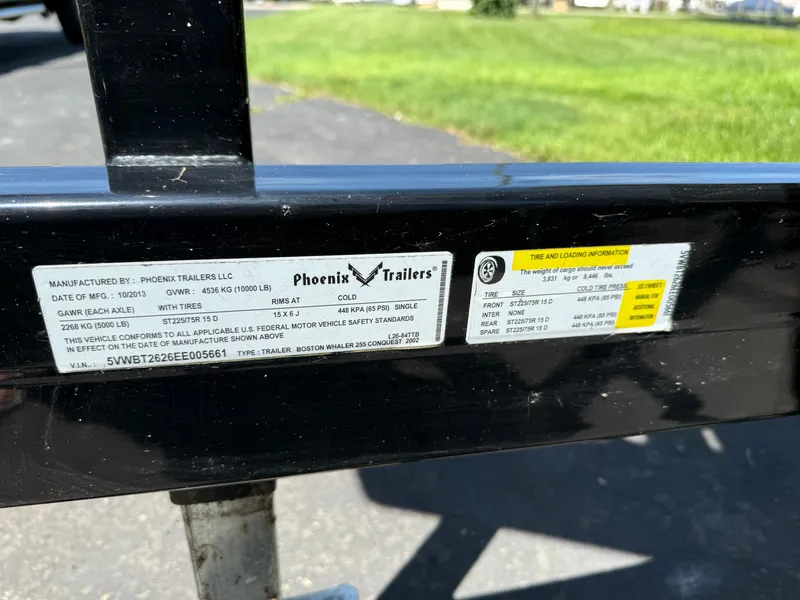 MANUFACTURED BY : PHOENIX TRAILERS LLC
DATE OF MFG. : 10/2013 GVWR : 4536 KG (10000 LB)
Phoenix Trailers®
GAWR (EACH AXLE) WITH TIRES RIMS AT COLD
2268 KG (5000 LB) ST225/75R 15 D 15 X 6 J 448 KPA (65 PSI) SINGLE
THIS VEHICLE CONFORMS TO ALL APPLICABLE U.S. FEDERAL MOTOR VEHICLE SAFETY STANDARDS
IN EFFECT ON THE DATE OF MANUFACTURE SHOWN ABOVE L26-84TTB
V.I.N.: 5VWBT2626EE005661 TYPE : TRAILER BOSTON WHALER 255 CONQUEST 2002
TIRE AND LOADING INFORMATION
The weight of cargo should never exceed
3,831 kg or 8,446 lbs.
TIRE SIZE COLD TIRE PRESS.
FRONT ST225/75R 15 D 448 KPA (65 PSI)
INTER NONE
REAR ST225/75R 15 D 448 KPA (65 PSI)
SPARE ST225/75R 15 D 448 KPA (65 PSI)
SEE OWNER'S
MANUAL FOR
ADDITIONAL
INFORMATION